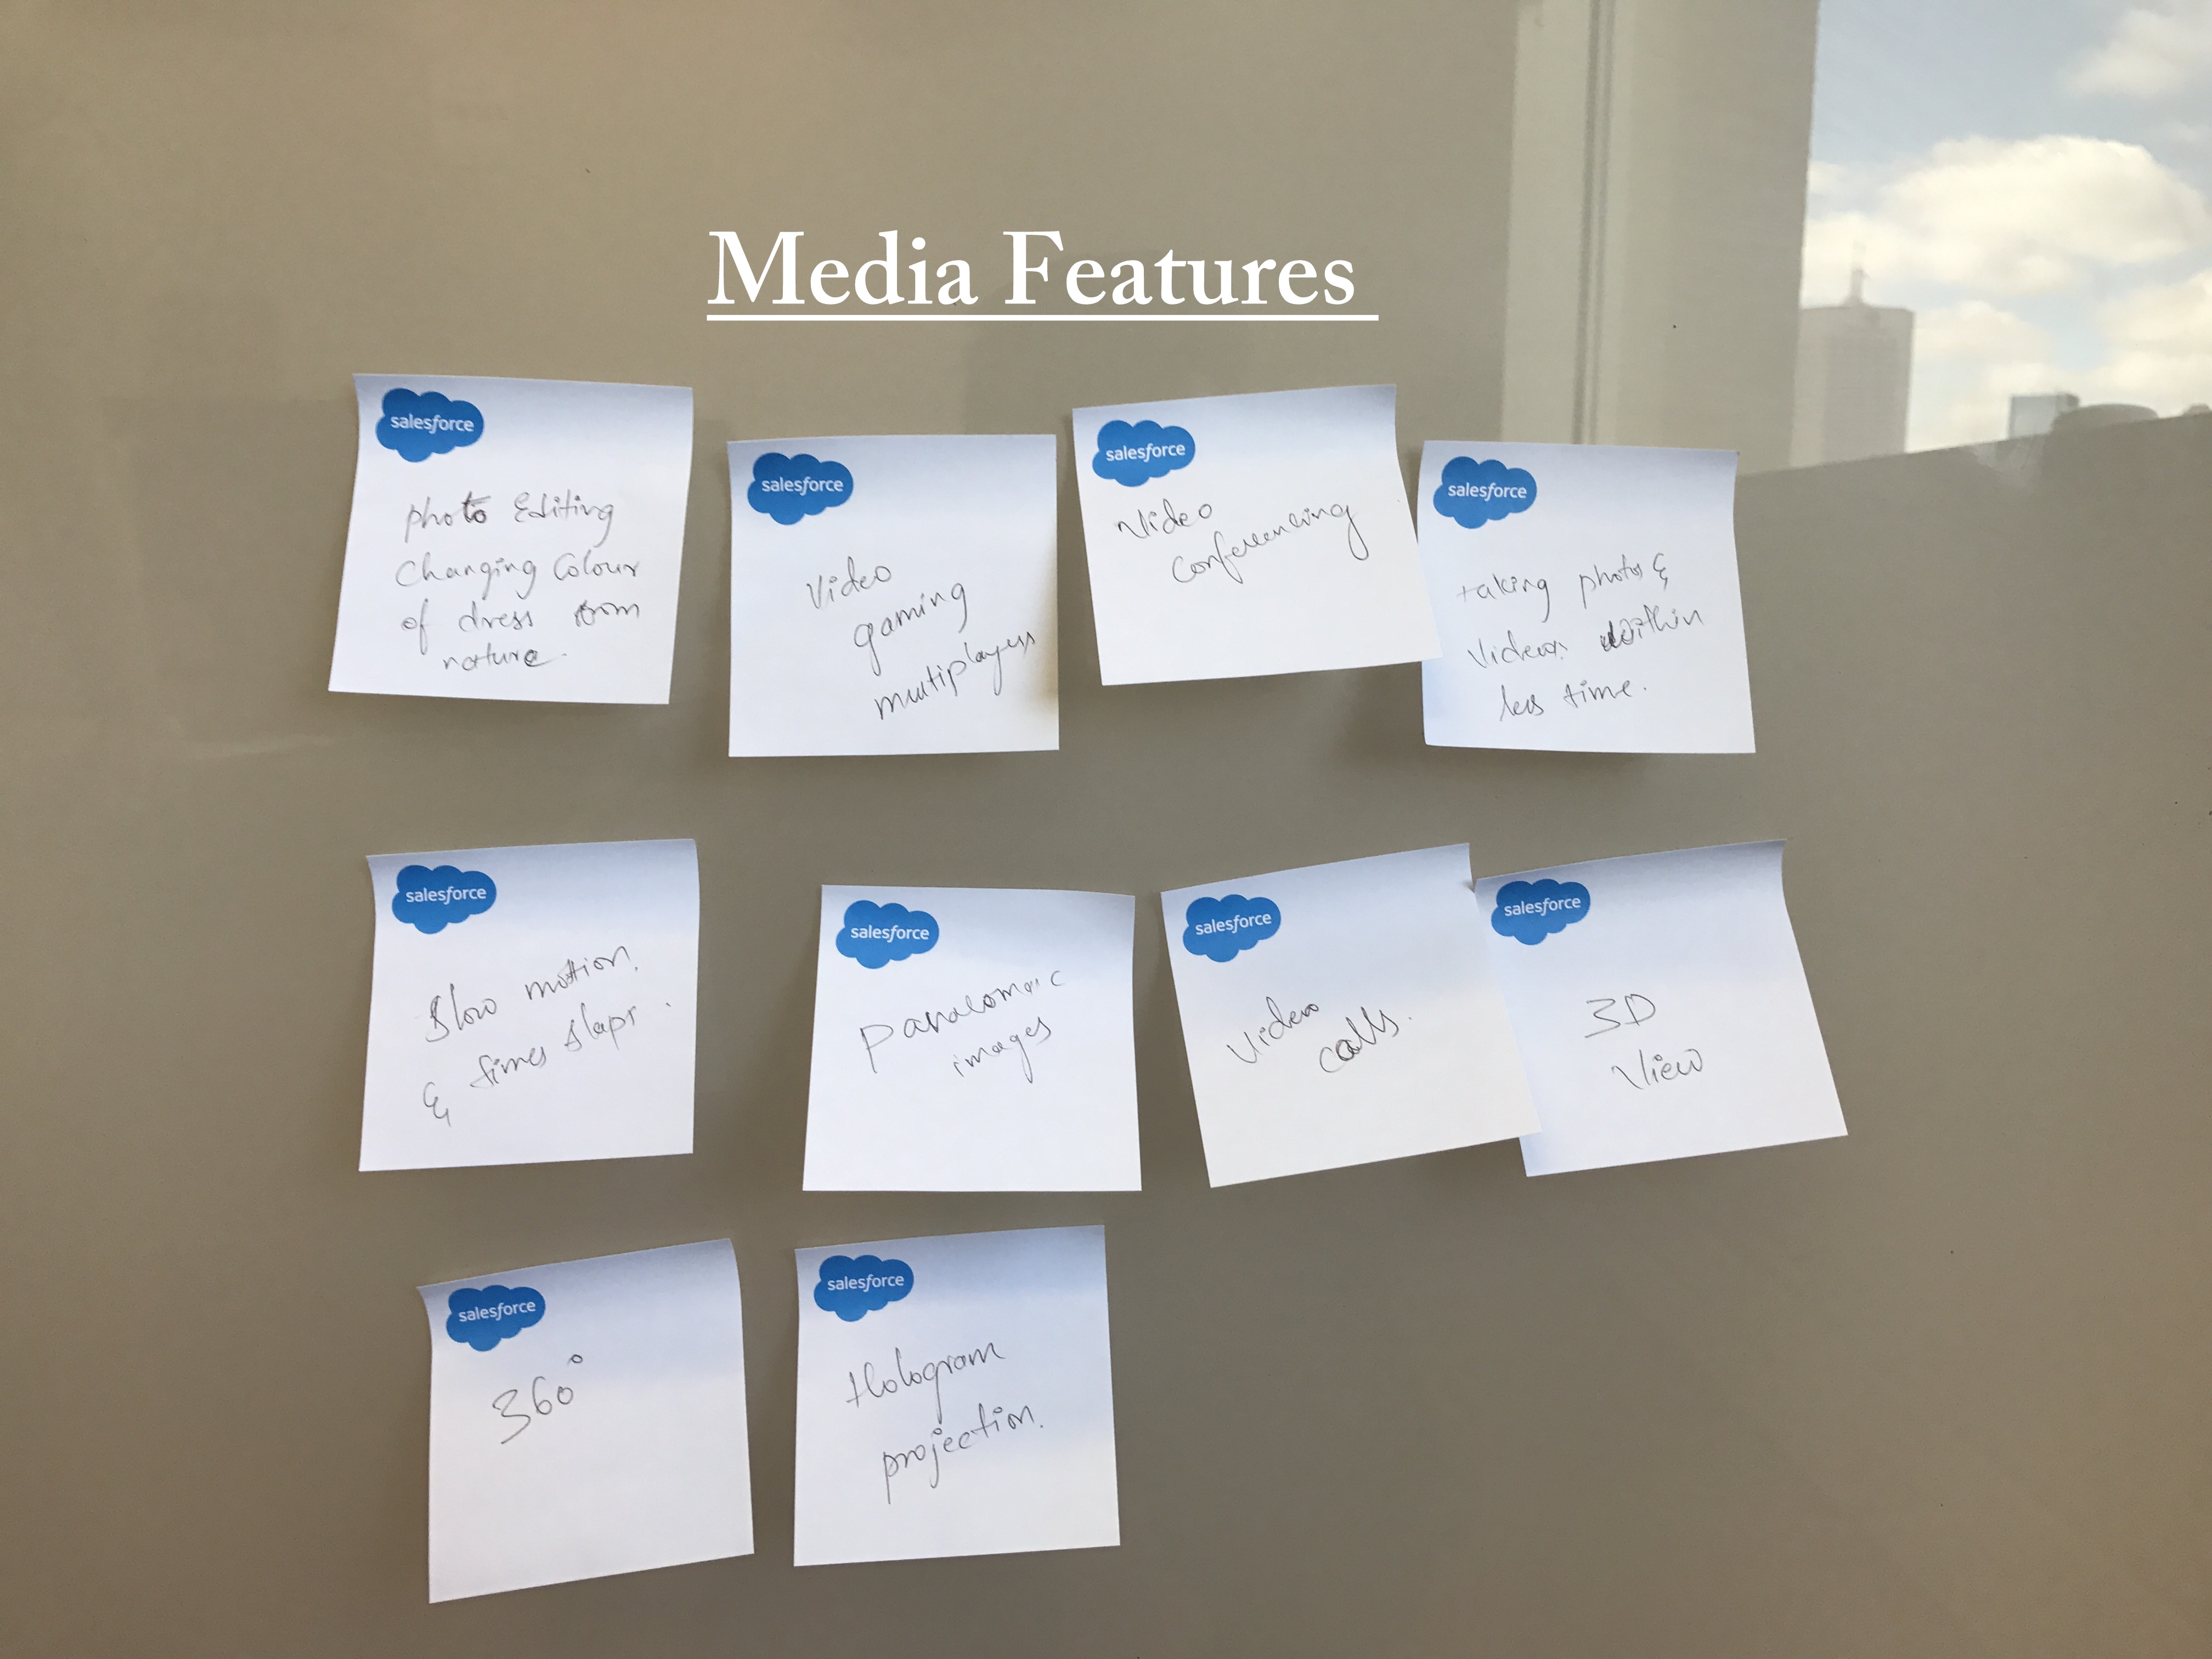 Media Features
salesforce
photo Editing
Changing Colour
of dress from
nature.
salesforce
Video
gaming
multiplayers
salesforce
Video
conferencing
salesforce
taking photos &
Videos within
less time.
salesforce
Slow motion.
& times slaps.
salesforce
Panaromaic
images
salesforce
Video
calls.
salesforce
3D
View
salesforce
360°
salesforce
Hologram
projection.